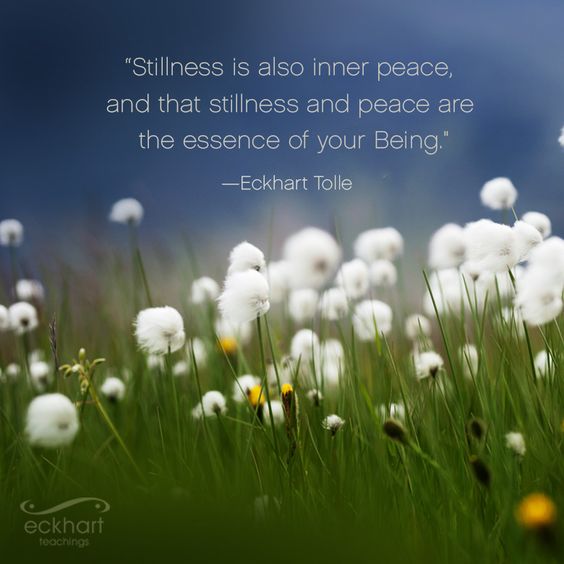 “Stillness is also inner peace,
and that stillness and peace are
the essence of your Being."
—Eckhart Tolle
eckhart
teachings